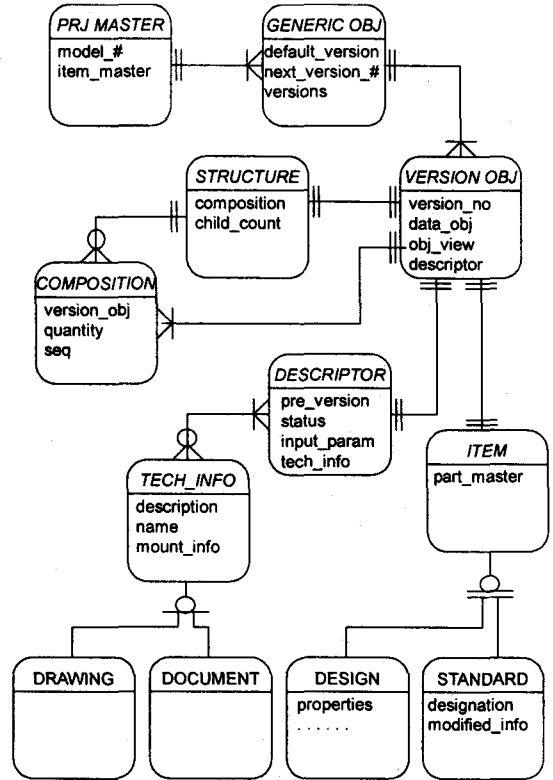 PRJ MASTER
model_#
item_master
GENERIC OBJ
default_version
next_version_#
versions
STRUCTURE
composition
child_count
VERSION OBJ
version_no
data_obj
obj_view
descriptor
COMPOSITION
version_obj
quantity
seq
DESCRIPTOR
pre_version
status
input_param
tech_info
ITEM
part_master
TECH_INFO
description
name
mount_info
DRAWING
DOCUMENT
DESIGN
properties
. . . . . .
STANDARD
designation
modified_info